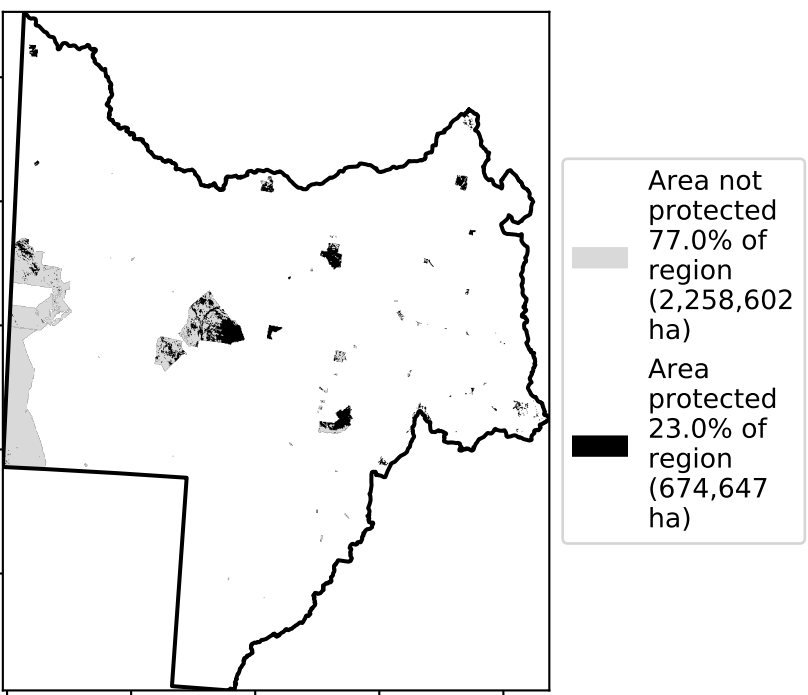 Area not
protected
77.0% of
region
(2,258,602
ha)
Area
protected
23.0% of
region
(674,647
ha)